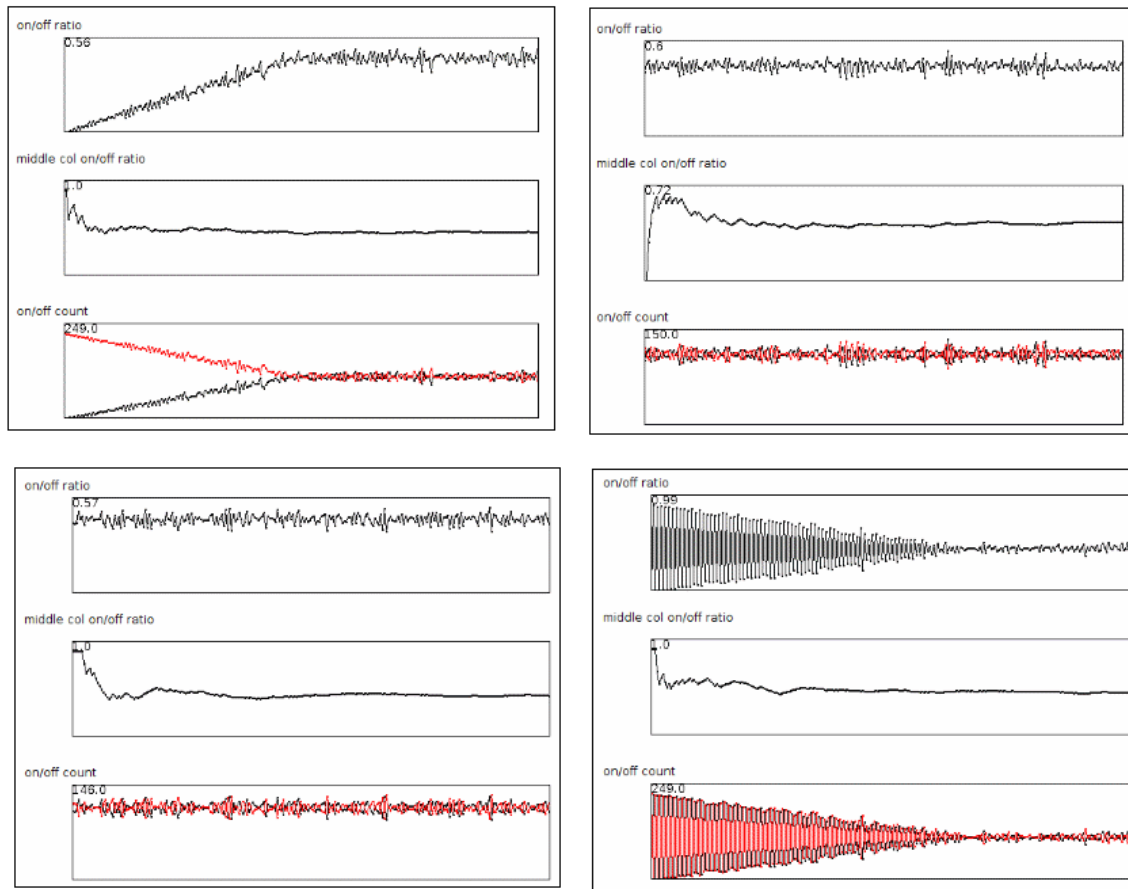 on/off ratio
0.56
middle col on/off ratio
1.0
on/off count
249.0
on/off ratio
0.6
middle col on/off ratio
0.72
on/off count
150.0
on/off ratio
0.57
middle col on/off ratio
1.0
on/off count
146.0
on/off ratio
0.99
middle col on/off ratio
1.0
on/off count
249.0